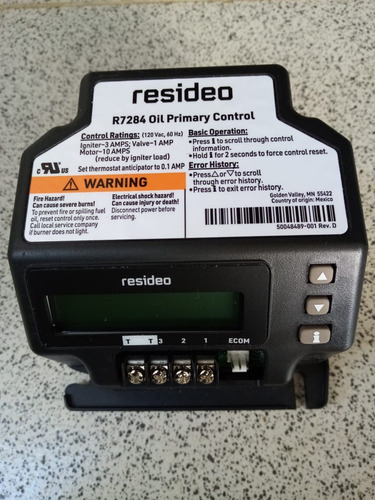 resideo
R7284 Oil Primary Control
Control Ratings: (120 Vac, 60 Hz)
Igniter-3 AMPS; Valve-1 AMP
Motor-10 AMPS
(reduce by igniter load)
Set thermostat anticipator to 0.1 AMP
Basic Operation:
•Press i to scroll through control
information.
•Hold i for 2 seconds to force control reset.
Error History:
•Press△or▽to scroll
through error history.
•Press i to exit error history.
c RU US
WARNING
Fire Hazard!
Can cause severe burns!
To prevent fire or spilling fuel
oil, reset control only once.
Call local service company
if burner does not light.
Electrical shock hazard!
Can cause injury or death!
Disconnect power before
servicing.
Golden Valley, MN 55422
Country of origin: Mexico
50048489-001 Rev. D
resideo
T T 3 2 1 ECOM
i